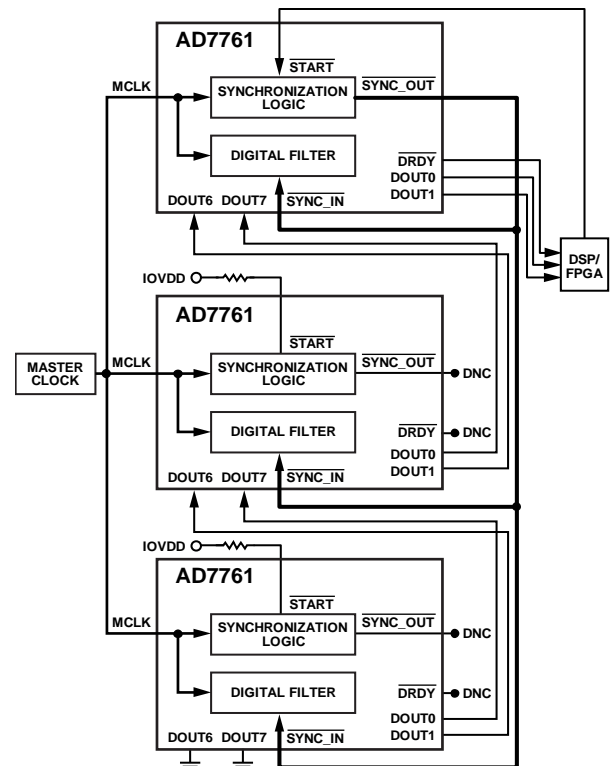 AD7761
MCLK
START
SYNCHRONIZATION
LOGIC
SYNC_OUT
DIGITAL FILTER
DRDY
DOUT0
DOUT1
DOUT6
DOUT7
SYNC_IN
DSP/
FPGA
IOVDD
AD7761
MASTER
CLOCK
MCLK
START
SYNCHRONIZATION
LOGIC
SYNC_OUT
DNC
DIGITAL FILTER
DRDY
DNC
DOUT0
DOUT1
DOUT6
DOUT7
SYNC_IN
IOVDD
AD7761
MCLK
START
SYNCHRONIZATION
LOGIC
SYNC_OUT
DNC
DIGITAL FILTER
DRDY
DNC
DOUT0
DOUT1
DOUT6
DOUT7
SYNC_IN